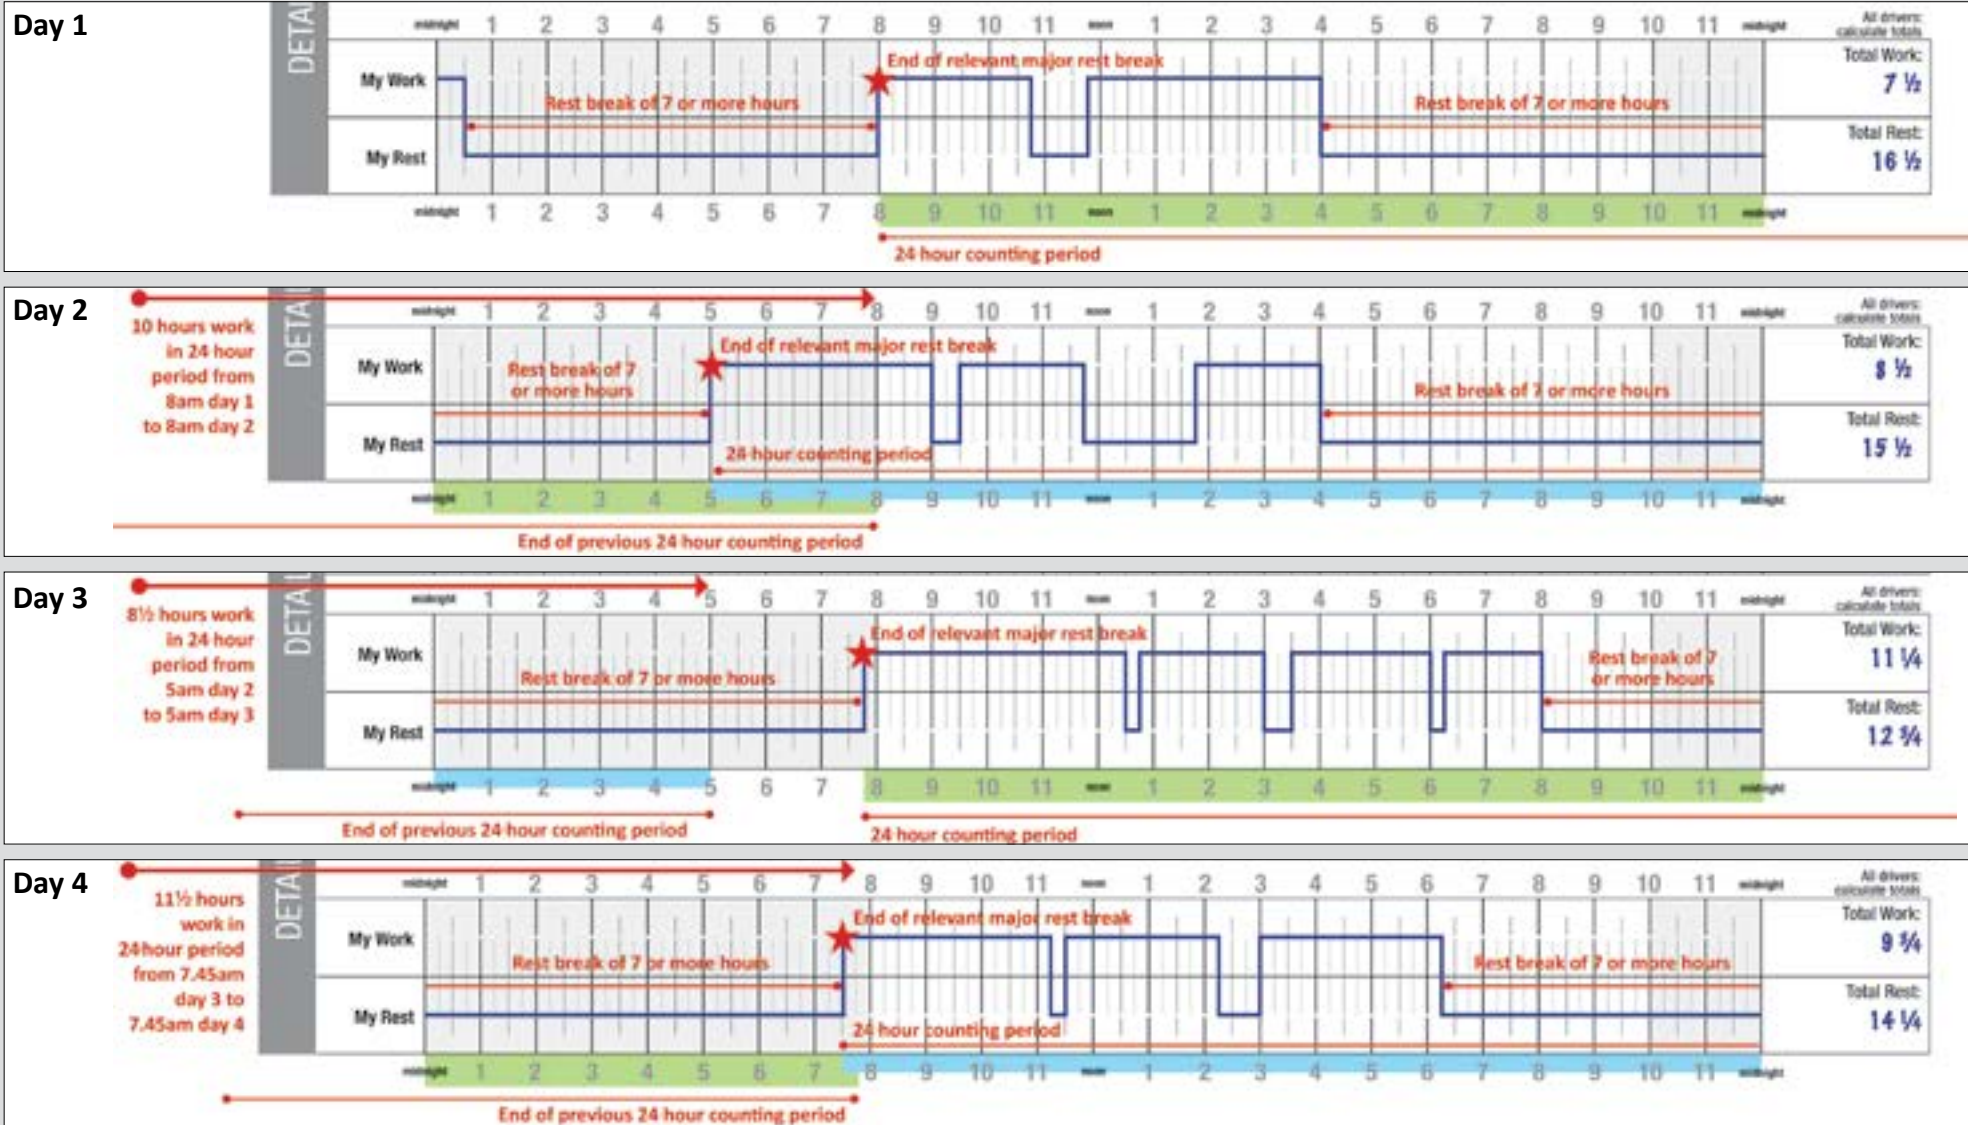 Day 1
DETAI
midnight 1 2 3 4 5 6 7 8 9 10 11 noon 1 2 3 4 5 6 7 8 9 10 11 midnight
All drivers:
calculate totals
End of relevant major rest break
Total Work:
My Work
7 ½
Rest break of 7 or more hours
Rest break of 7 or more hours
Total Rest:
My Rest
16 ½
midnight 1 2 3 4 5 6 7 8 9 10 11 noon 1 2 3 4 5 6 7 8 9 10 11 midnight
24 hour counting period
Day 2
10 hours work
in 24 hour
period from
8am day 1
to 8am day 2
DETAI
midnight 1 2 3 4 5 6 7 8 9 10 11 noon 1 2 3 4 5 6 7 8 9 10 11 midnight
All drivers:
calculate totals
End of relevant major rest break
Total Work:
My Work
8 ½
Rest break of 7
or more hours
Rest break of 7 or more hours
Total Rest:
My Rest
15 ½
24 hour counting period
midnight 1 2 3 4 5 6 7 8 9 10 11 noon 1 2 3 4 5 6 7 8 9 10 11 midnight
End of previous 24 hour counting period
Day 3
8½ hours work
in 24 hour
period from
5am day 2
to 5am day 3
DETAI
midnight 1 2 3 4 5 6 7 8 9 10 11 noon 1 2 3 4 5 6 7 8 9 10 11 midnight
All drivers:
calculate totals
End of relevant major rest break
Total Work:
My Work
11 ¼
Rest break of 7 or more hours
Rest break of 7
or more hours
Total Rest:
My Rest
12 ¾
midnight 1 2 3 4 5 6 7 8 9 10 11 noon 1 2 3 4 5 6 7 8 9 10 11 midnight
End of previous 24 hour counting period
24 hour counting period
Day 4
11½ hours
work in
24hour period
from 7.45am
day 3 to
7.45am day 4
DETAI
midnight 1 2 3 4 5 6 7 8 9 10 11 noon 1 2 3 4 5 6 7 8 9 10 11 midnight
All drivers:
calculate totals
End of relevant major rest break
Total Work:
My Work
9 ¾
Rest break of 7 or more hours
Rest break of 7 or more hours
Total Rest:
My Rest
14 ¼
24 hour counting period
midnight 1 2 3 4 5 6 7 8 9 10 11 noon 1 2 3 4 5 6 7 8 9 10 11 midnight
End of previous 24 hour counting period